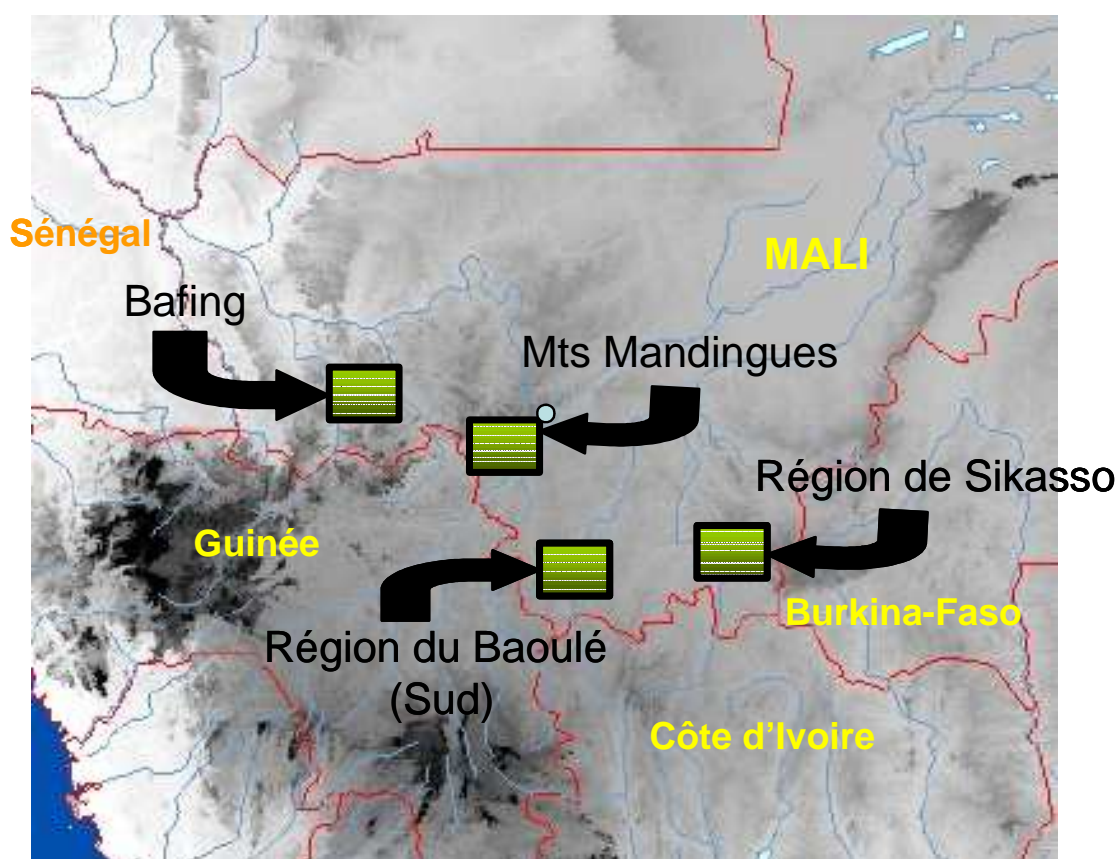 Sénégal
MALI
Bafing
Mts Mandingues
Région de Sikasso
Guinée
Burkina-Faso
Région du Baoulé
(Sud)
Côte d’Ivoire